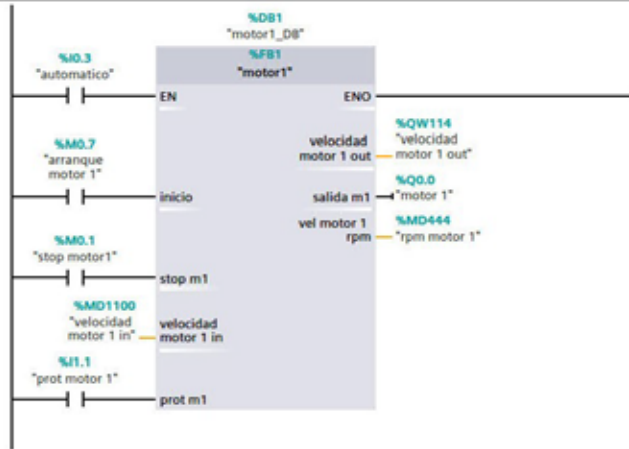 %DB1
"motor1_DB"
%FB1
"motor1"
%I0.3
"automatico"
EN
ENO
velocidad
motor 1 out
%QW114
"velocidad
motor 1 out"
%M0.7
"arranque
motor 1"
inicio
salida m1
%Q0.0
"motor 1"
vel motor 1
rpm
%MD444
"rpm motor 1"
%M0.1
"stop motor1"
stop m1
%MD1100
"velocidad
motor 1 in"
velocidad
motor 1 in
%I1.1
"prot motor 1"
prot m1